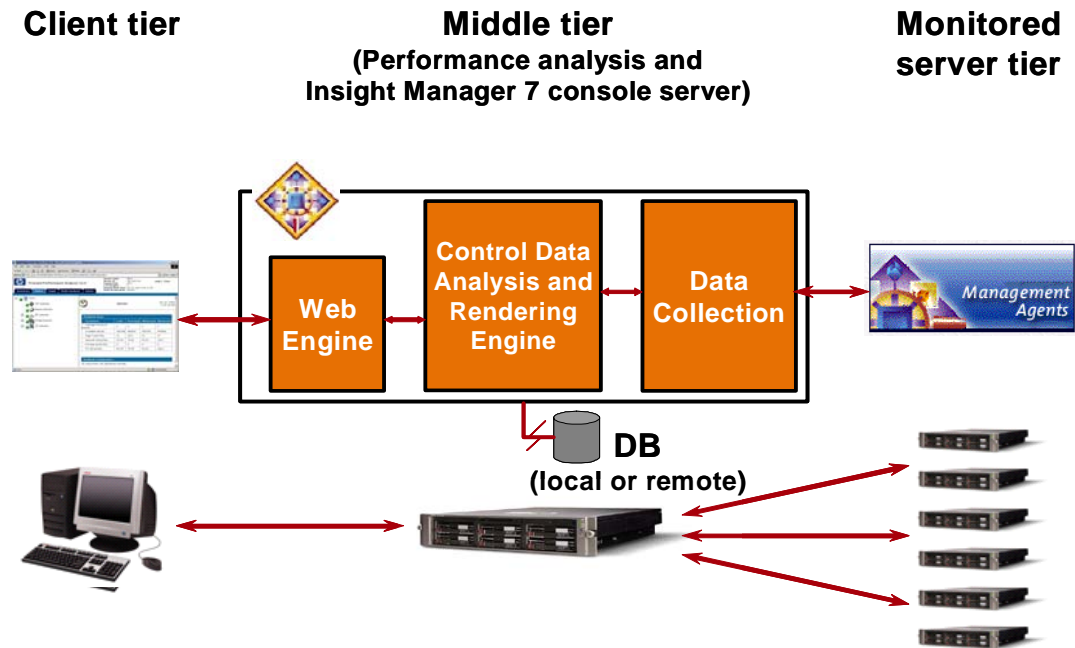 Client tier
Middle tier
(Performance analysis and
Insight Manager 7 console server)
Monitored
server tier
Web
Engine
Control Data
Analysis and
Rendering
Engine
Data
Collection
Management
Agents
DB
(local or remote)